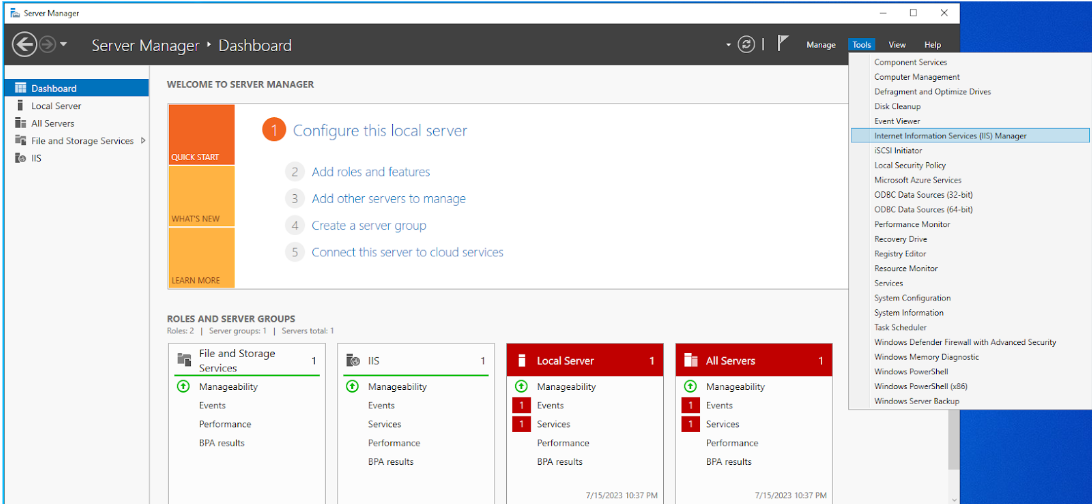 Server Manager
Server Manager ‣ Dashboard
Manage
Tools
View
Help
Dashboard
Local Server
All Servers
File and Storage Services
IIS
WELCOME TO SERVER MANAGER
QUICK START
WHAT'S NEW
LEARN MORE
1 Configure this local server
2 Add roles and features
3 Add other servers to manage
4 Create a server group
5 Connect this server to cloud services
ROLES AND SERVER GROUPS
Roles: 2 | Server groups: 1 | Servers total: 1
File and Storage
Services
1
Manageability
Events
Performance
BPA results
IIS 1
Manageability
Events
Services
Performance
BPA results
Local Server 1
Manageability
1 Events
1 Services
Performance
BPA results
7/15/2023 10:37 PM
All Servers 1
Manageability
1 Events
1 Services
Performance
BPA results
7/15/2023 10:37 PM
Component Services
Computer Management
Defragment and Optimize Drives
Disk Cleanup
Event Viewer
Internet Information Services (IIS) Manager
iSCSI Initiator
Local Security Policy
Microsoft Azure Services
ODBC Data Sources (32-bit)
ODBC Data Sources (64-bit)
Performance Monitor
Recovery Drive
Registry Editor
Resource Monitor
Services
System Configuration
System Information
Task Scheduler
Windows Defender Firewall with Advanced Security
Windows Memory Diagnostic
Windows PowerShell
Windows PowerShell (x86)
Windows Server Backup